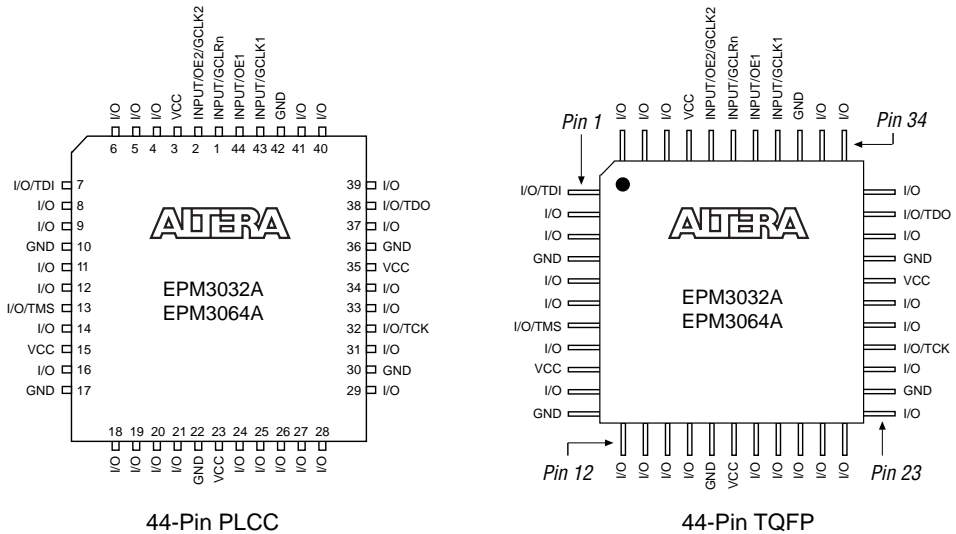 I/O I/O I/O VCC INPUT/OE2/GCLK2 INPUT/GCLRn INPUT/OE1 INPUT/GCLK1 GND I/O I/O
6 5 4 3 2 1 44 43 42 41 40
I/O/TDI 7 39 I/O
I/O 8 38 I/O/TDO
I/O 9 37 I/O
GND 10 36 GND
I/O 11 35 VCC
I/O 12 34 I/O
I/O/TMS 13 33 I/O
I/O 14 32 I/O/TCK
VCC 15 31 I/O
I/O 16 30 GND
GND 17 29 I/O
ALTERA
EPM3032A
EPM3064A
18 19 20 21 22 23 24 25 26 27 28
I/O I/O I/O I/O GND VCC I/O I/O I/O I/O I/O
44-Pin PLCC
I/O I/O I/O VCC INPUT/OE2/GCLK2 INPUT/GCLRn INPUT/OE1 INPUT/GCLK1 GND I/O I/O
Pin 1 Pin 34
I/O/TDI I/O
I/O I/O/TDO
I/O I/O
GND GND
I/O VCC
I/O I/O
I/O/TMS I/O
I/O I/O/TCK
VCC I/O
I/O GND
GND I/O
ALTERA
EPM3032A
EPM3064A
Pin 12 Pin 23
I/O I/O I/O I/O GND VCC I/O I/O I/O I/O I/O
44-Pin TQFP